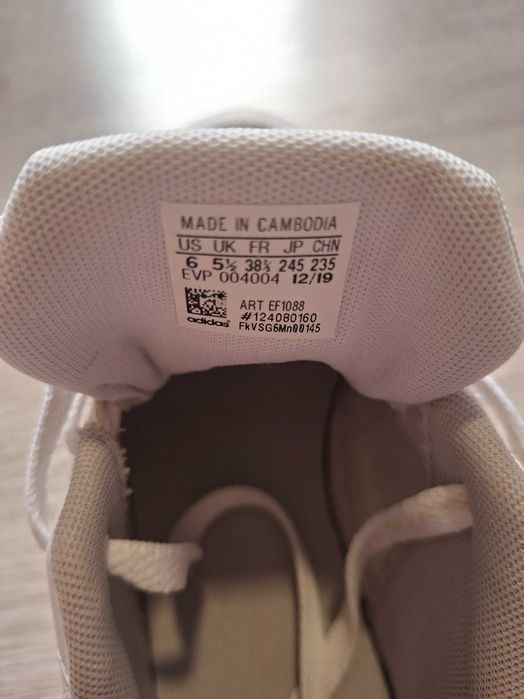 MADE IN CAMBODIA
US UK FR JP CHN
6 5½ 38⅔ 245 235
EVP 004004 12/19
ART EF1088
adidas #124080160
FkVSG6Mn00145